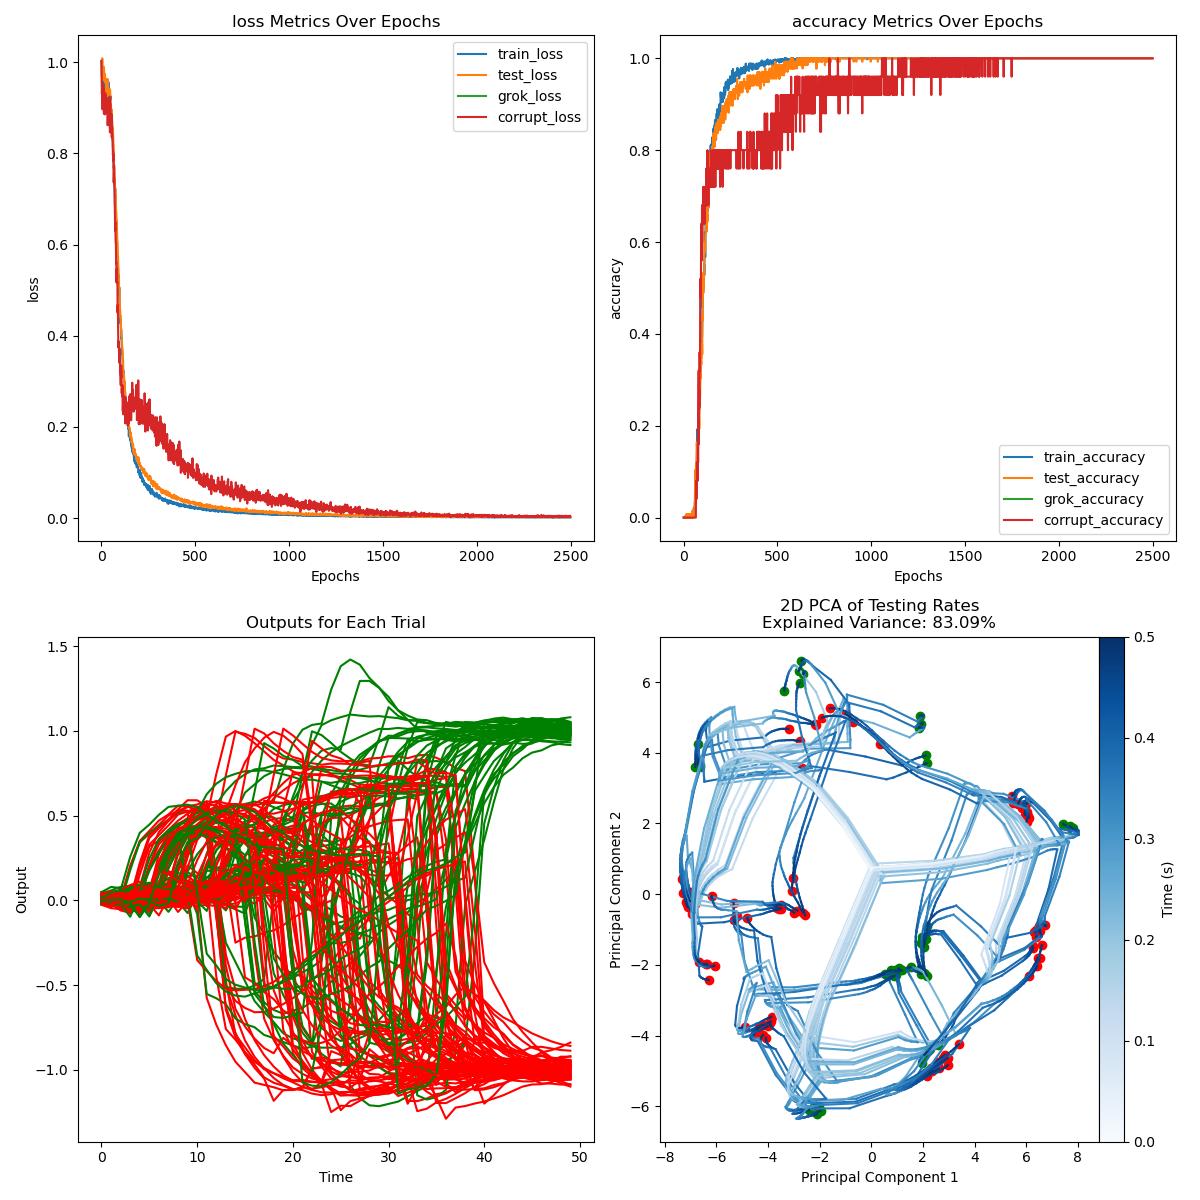 loss Metrics Over Epochs
loss
1.0
0.8
0.6
0.4
0.2
0.0
train_loss
test_loss
grok_loss
corrupt_loss
0 500 1000 1500 2000 2500
Epochs
accuracy Metrics Over Epochs
accuracy
1.0
0.8
0.6
0.4
0.2
0.0
train_accuracy
test_accuracy
grok_accuracy
corrupt_accuracy
0 500 1000 1500 2000 2500
Epochs
Outputs for Each Trial
Output
1.5
1.0
0.5
0.0
−0.5
−1.0
0 10 20 30 40 50
Time
2D PCA of Testing Rates
Explained Variance: 83.09%
Principal Component 2
6
4
2
0
−2
−4
−6
−8 −6 −4 −2 0 2 4 6 8
Principal Component 1
0.5
0.4
0.3
0.2
0.1
0.0
Time (s)